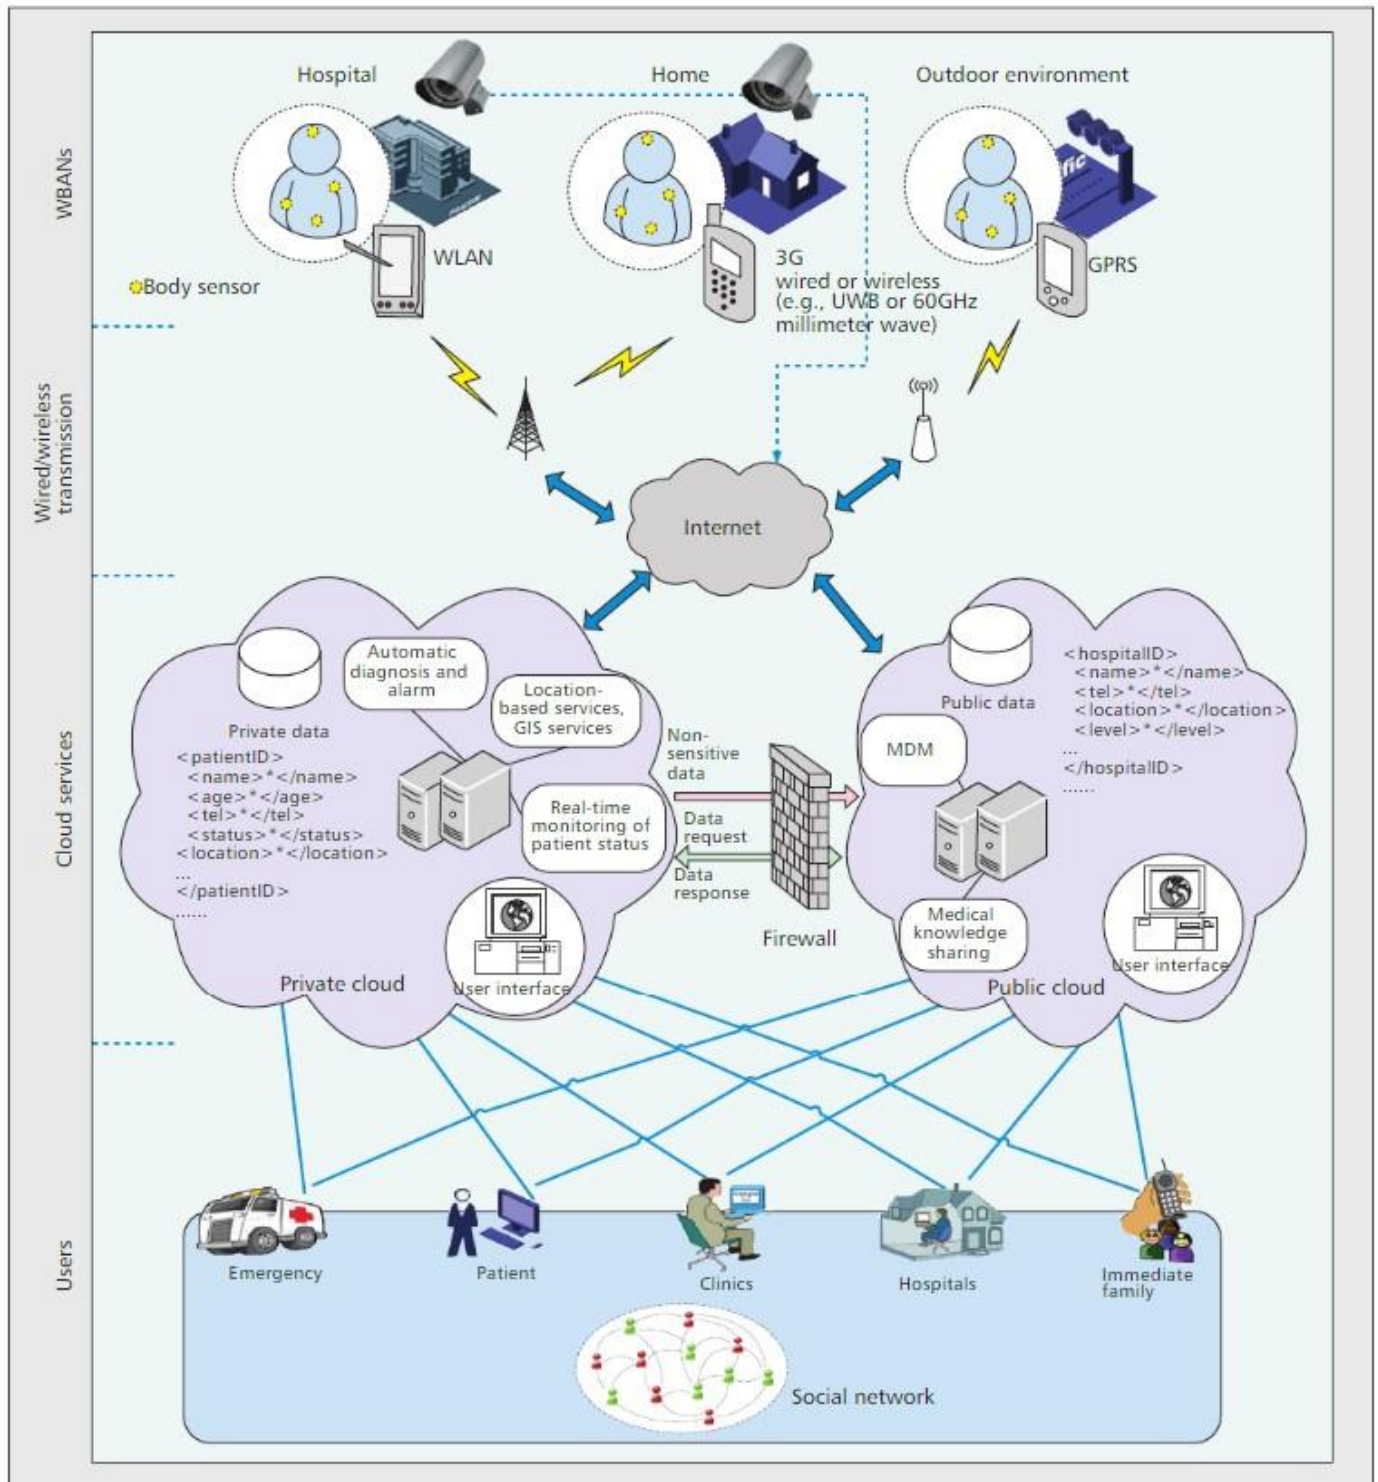 Hospital
Home
Outdoor environment
WBANs
WLAN
3G
wired or wireless
(e.g., UWB or 60GHz
millimeter wave)
GPRS
Body sensor
Wired/wireless
transmission
Internet
Cloud services
Private data
<patientID>
<name>*</name>
<age>*</age>
<tel>*</tel>
<status>*</status>
<location>*</location>
...
</patientID>
......
Automatic
diagnosis and
alarm
Location-
based services,
GIS services
Real-time
monitoring of
patient status
User interface
Private cloud
Non-
sensitive
data
Data
request
Data
response
Firewall
Public data
<hospitalID>
<name>*</name>
<tel>*</tel>
<location>*</location>
<level>*</level>
...
</hospitalID>
......
MDM
Medical
knowledge
sharing
User interface
Public cloud
Users
Emergency
Patient
Clinics
Hospitals
Immediate
family
Social network